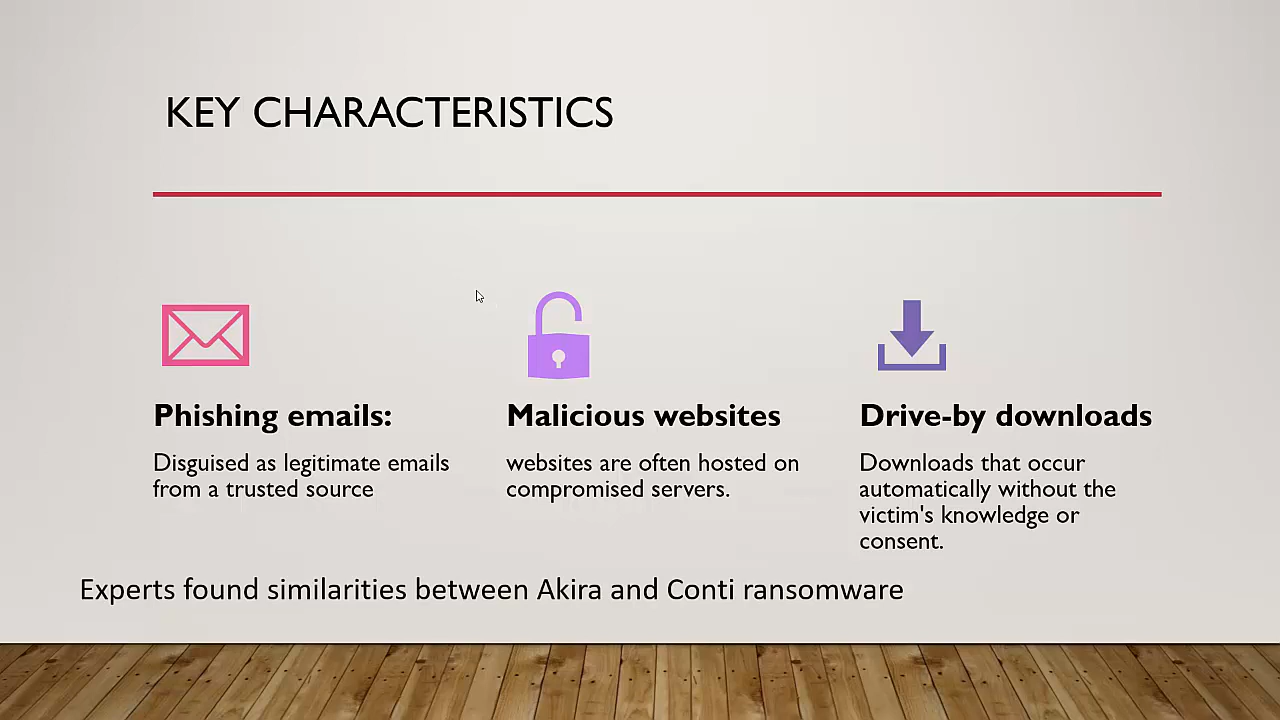 KEY CHARACTERISTICS
Phishing emails:
Disguised as legitimate emails
from a trusted source
Malicious websites
websites are often hosted on
compromised servers.
Drive-by downloads
Downloads that occur
automatically without the
victim's knowledge or
consent.
Experts found similarities between Akira and Conti ransomware